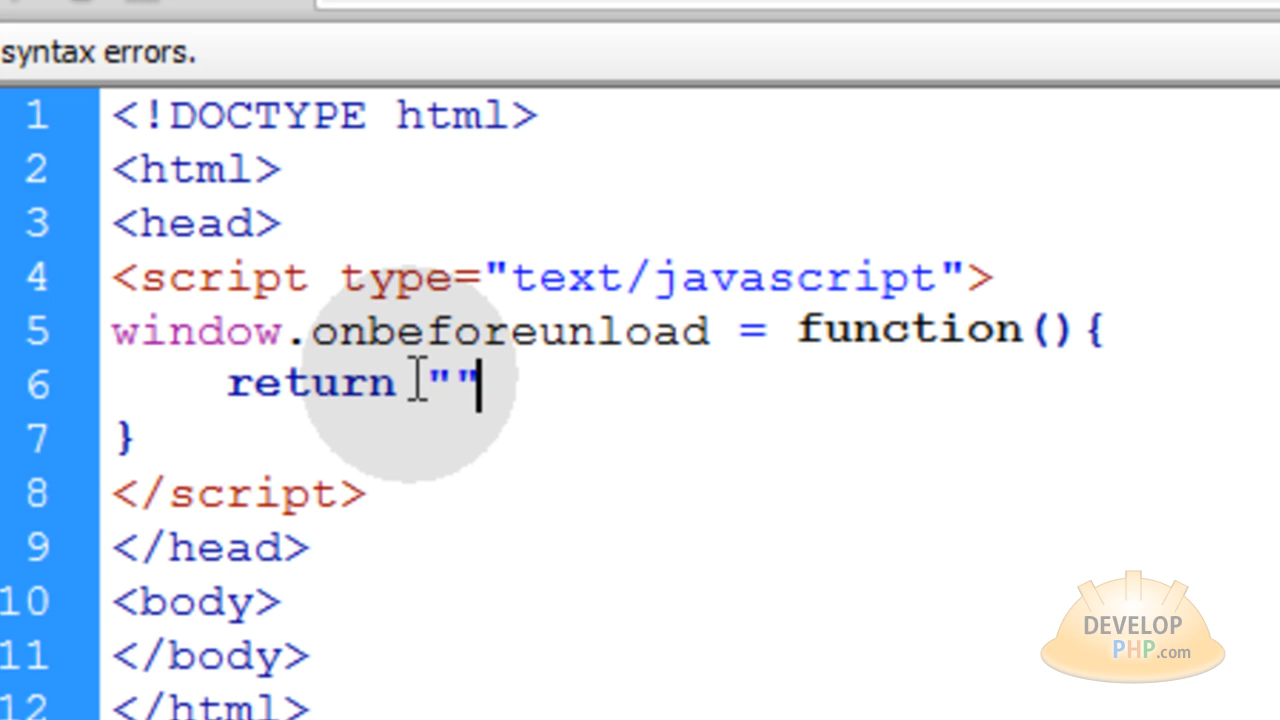 syntax errors.
1 <!DOCTYPE html>
2 <html>
3 <head>
4 <script type="text/javascript">
5 window.onbeforeunload = function(){
6 return ""
7 }
8 </script>
9 </head>
10 <body>
11 </body>
12 </html>
DEVELOP
PHP.com